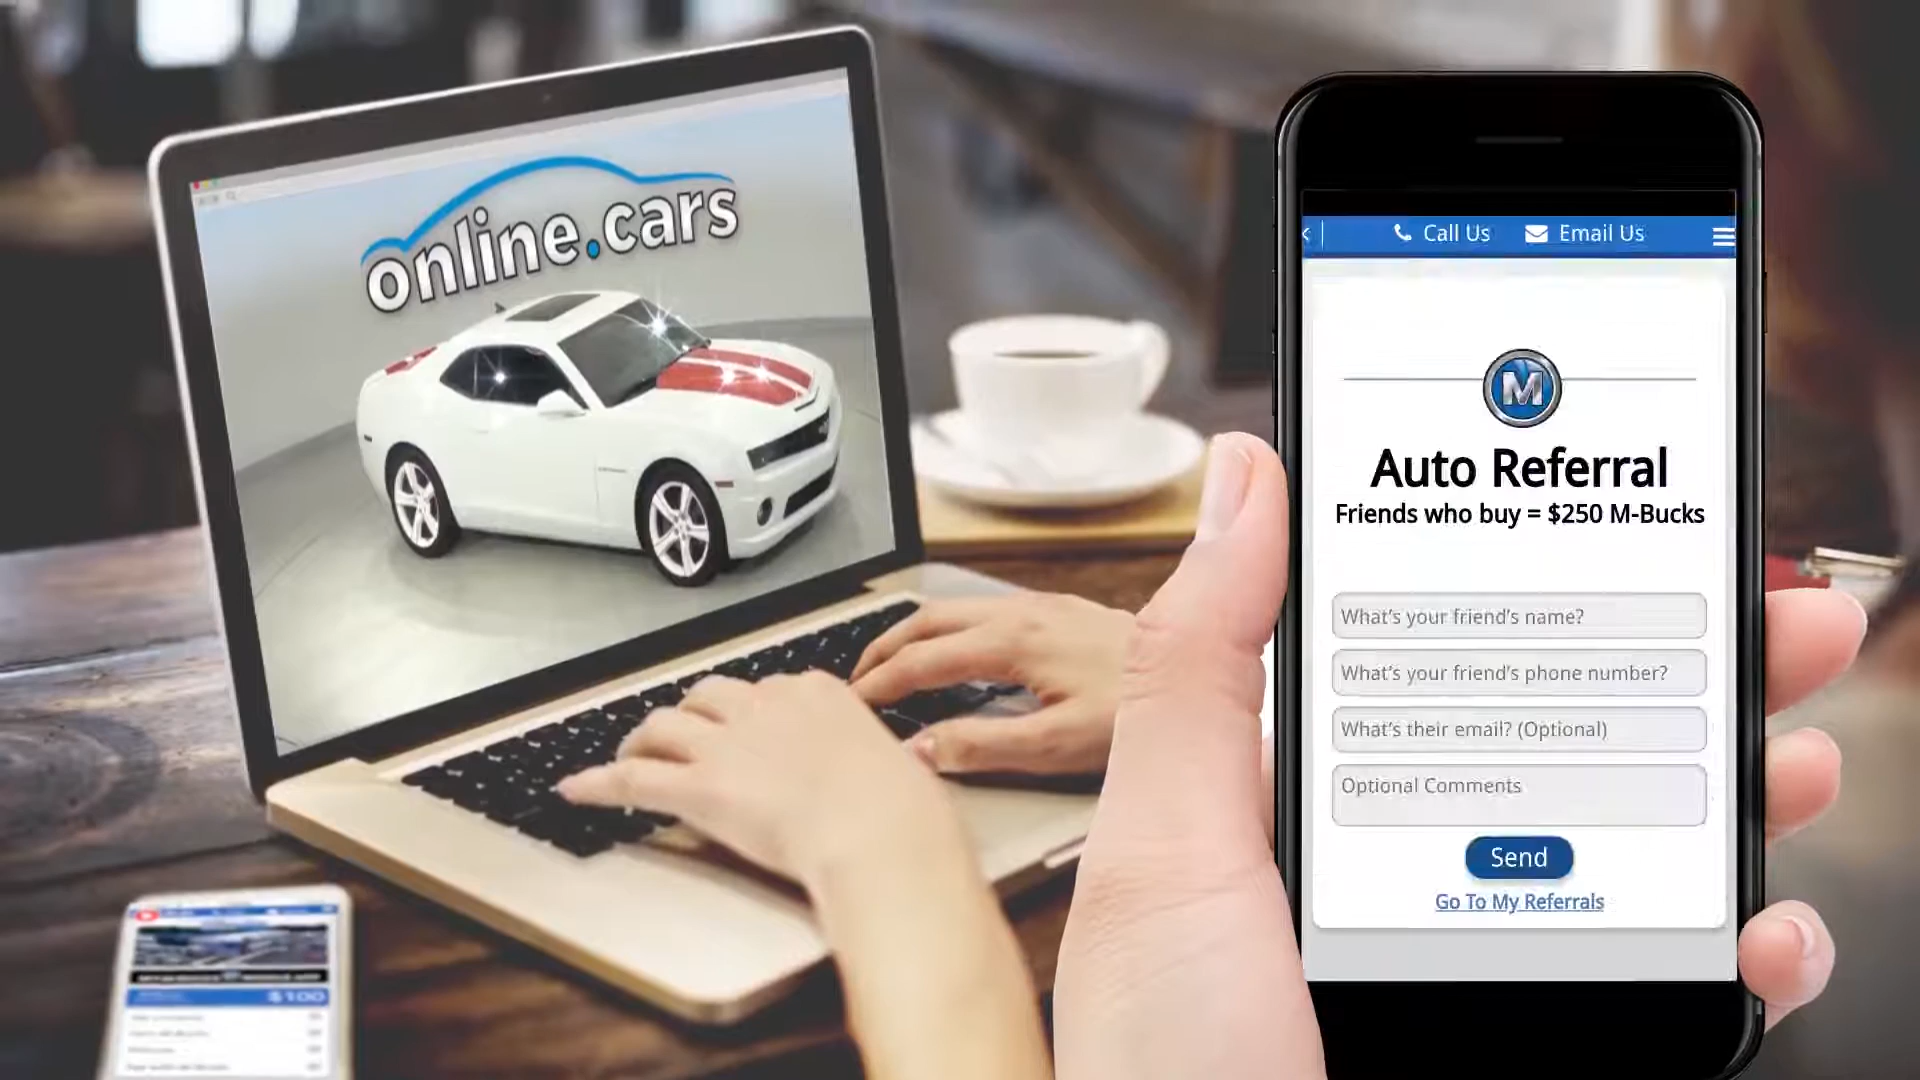 online.cars
Call Us
Email Us
M
Auto Referral
Friends who buy = $250 M-Bucks
What's your friend's name?
What's your friend's phone number?
What's their email? (Optional)
Optional Comments
Send
Go To My Referrals
$100